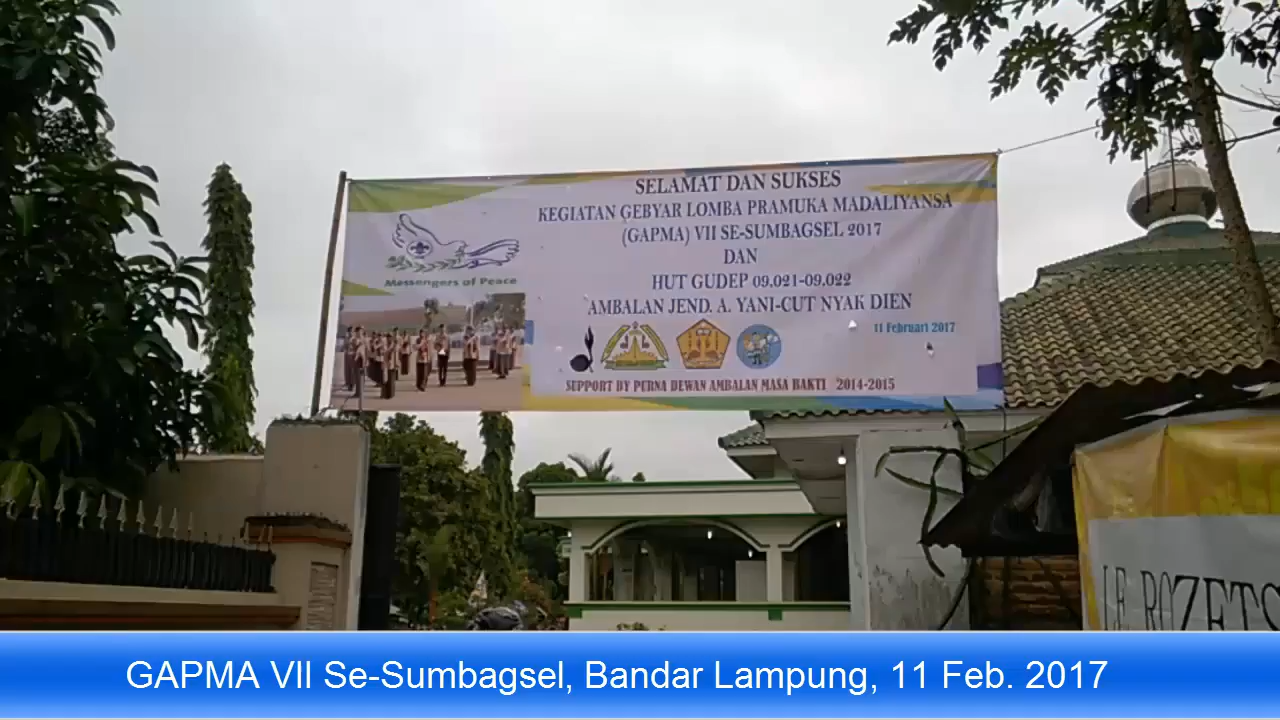 SELAMAT DAN SUKSES
KEGIATAN GEBYAR LOMBA PRAMUKA MADALIYANSA
(GAPMA) VII SE-SUMBAGSEL 2017
DAN
HUT GUDEP 09.021-09.022
AMBALAN JEND. A. YANI-CUT NYAK DIEN
11 Februari 2017
Messengers of Peace
SUPPORT BY PURNA DEWAN AMBALAN MASA BAKTI 2014-2015
LE ROZETS
GAPMA VII Se-Sumbagsel, Bandar Lampung, 11 Feb. 2017